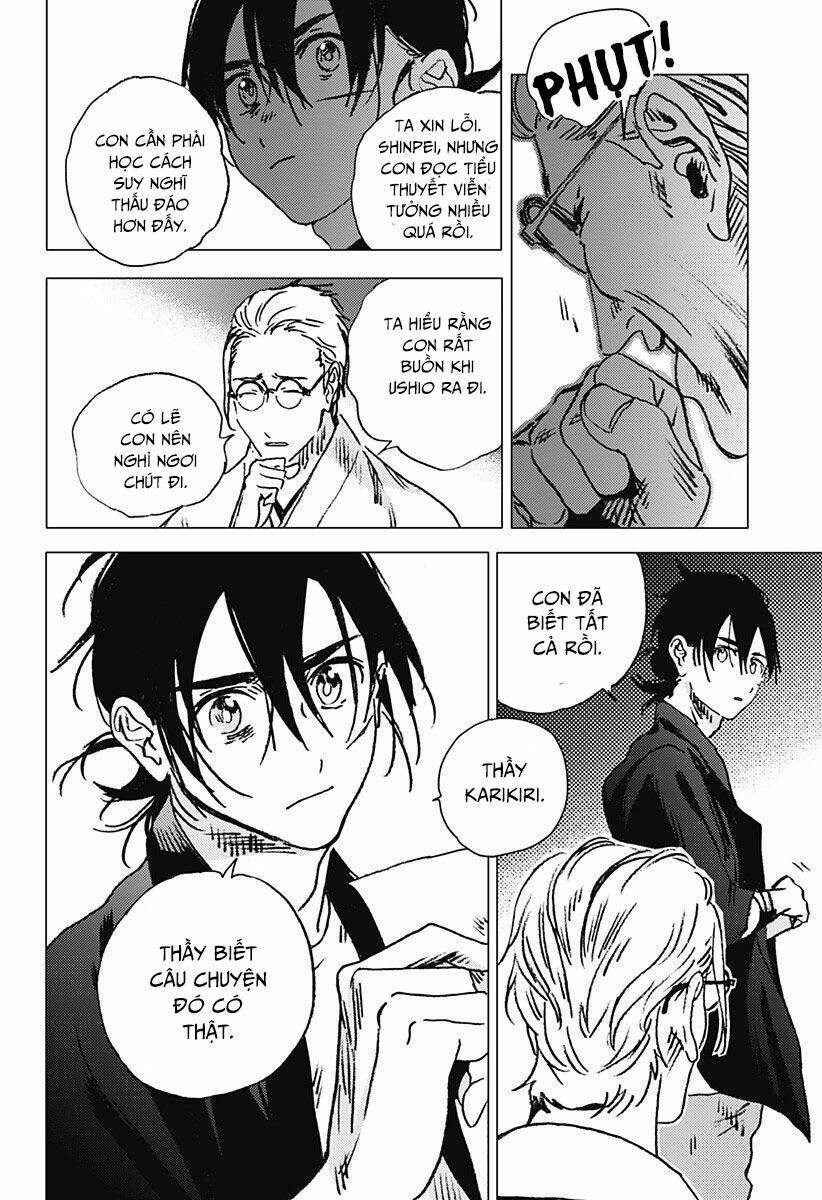 PHỤT!
TA XIN LỖI.
SHINPEI, NHƯNG
CON ĐỌC TIỂU
THUYẾT VIỄN
TƯỞNG NHIỀU
QUÁ RỒI.
CON CẦN PHẢI
HỌC CÁCH
SUY NGHĨ
THẤU ĐÁO
HƠN ĐẤY.
TA HIỂU RẰNG
CON RẤT
BUỒN KHI
USHIO RA ĐI.
CÓ LẼ
CON NÊN
NGHỈ NGƠI
CHÚT ĐI.
CON ĐÃ
BIẾT TẤT
CẢ RỒI.
THẦY
KARIKIRI.
THẦY BIẾT
CÂU CHUYỆN
ĐÓ CÓ
THẬT.